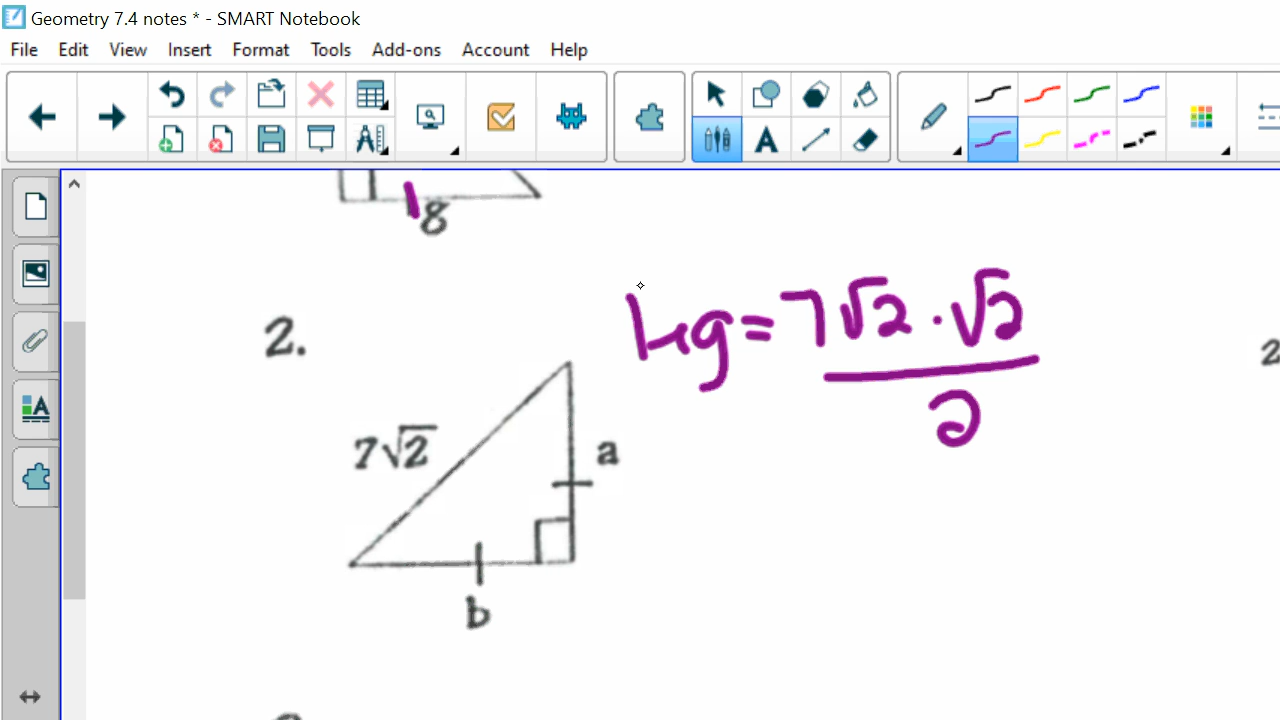 Geometry 7.4 notes * - SMART Notebook
File Edit View Insert Format Tools Add-ons Account Help
8
2.
7√2
a
b
= 7√2 · √2
2
2